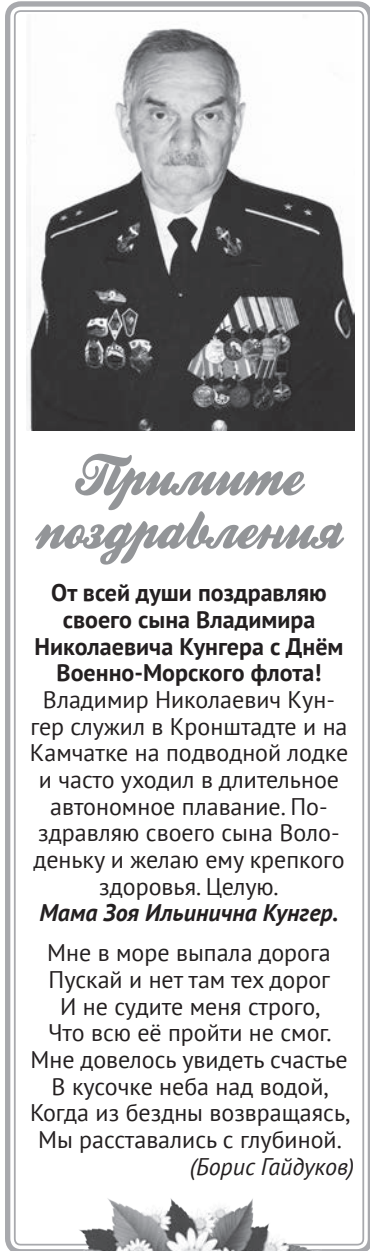 Примите
поздравления
От всей души поздравляю
своего сына Владимира
Николаевича Кунгера с Днём
Военно-Морского флота!
Владимир Николаевич Кун-
гер служил в Кронштадте и на
Камчатке на подводной лодке
и часто уходил в длительное
автономное плавание. По-
здравляю своего сына Воло-
деньку и желаю ему крепкого
здоровья. Целую.
Мама Зоя Ильинична Кунгер.
Мне в море выпала дорога
Пускай и нет там тех дорог
И не судите меня строго,
Что всю её пройти не смог.
Мне довелось увидеть счастье
В кусочке неба над водой,
Когда из бездны возвращаясь,
Мы расставались с глубиной.
(Борис Гайдуков)